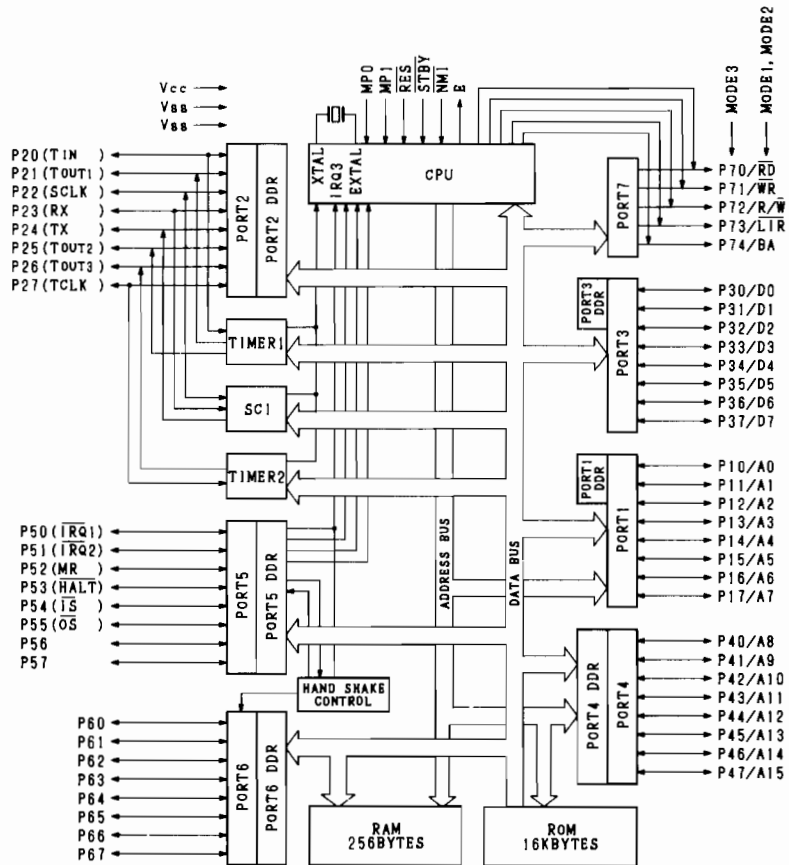 MODE3
MODE1, MODE2
Vcc
Vss
Vss
MP0
MP1
RES
STBY
NMI
E
XTAL
IRQ3
EXTAL
CPU
P20(TIN )
P21(TOUT1)
P22(SCLK )
P23(RX )
P24(TX )
P25(TOUT2)
P26(TOUT3)
P27(TCLK )
PORT2
PORT2 DDR
TIMER1
SCI
TIMER2
P50(IRQ1)
P51(IRQ2)
P52(MR )
P53(HALT)
P54(IS )
P55(OS )
P56
P57
PORT5
PORT5 DDR
HAND SHAKE
CONTROL
P60
P61
P62
P63
P64
P65
P66
P67
PORT6
PORT6 DDR
ADDRESS BUS
DATA BUS
RAM
256BYTES
ROM
16KBYTES
PORT7
P70/RD
P71/WR
P72/R/W
P73/LIR
P74/BA
PORT3
DDR
PORT3
P30/D0
P31/D1
P32/D2
P33/D3
P34/D4
P35/D5
P36/D6
P37/D7
PORT1
DDR
PORT1
P10/A0
P11/A1
P12/A2
P13/A3
P14/A4
P15/A5
P16/A6
P17/A7
PORT4 DDR
PORT4
P40/A8
P41/A9
P42/A10
P43/A11
P44/A12
P45/A13
P46/A14
P47/A15